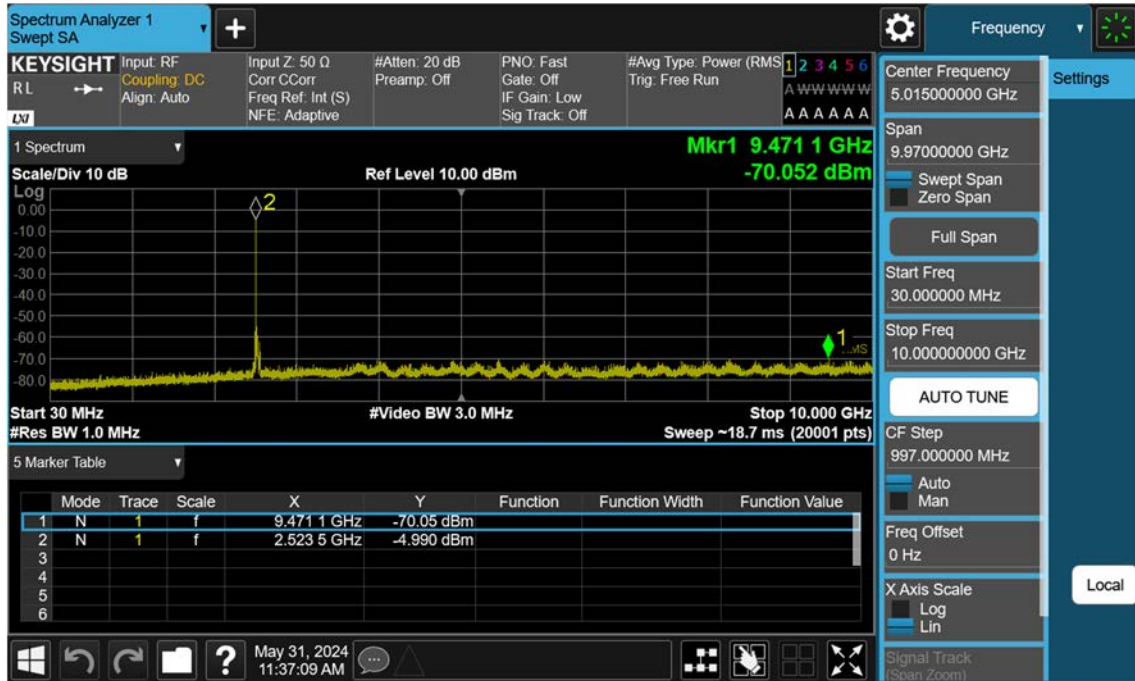 Spectrum Analyzer 1
Swept SA
+
Frequency
KEYSIGHT
R L
LXI
Input: RF
Coupling: DC
Align: Auto
Input Z: 50 Ω
Corr CCorr
Freq Ref: Int (S)
NFE: Adaptive
#Atten: 20 dB
Preamp: Off
PNO: Fast
Gate: Off
IF Gain: Low
Sig Track: Off
#Avg Type: Power (RMS
Trig: Free Run
1 2 3 4 5 6
A W W W W W
A A A A A A
1 Spectrum
Scale/Div 10 dB
Ref Level 10.00 dBm
Mkr1 9.471 1 GHz
-70.052 dBm
Log
0.00
-10.0
-20.0
-30.0
-40.0
-50.0
-60.0
-70.0
-80.0
2
1
Start 30 MHz
#Video BW 3.0 MHz
Stop 10.000 GHz
#Res BW 1.0 MHz
Sweep ~18.7 ms (20001 pts)
5 Marker Table
Mode Trace Scale X Y Function Function Width Function Value
1 N 1 f 9.471 1 GHz -70.05 dBm
2 N 1 f 2.523 5 GHz -4.990 dBm
3
4
5
6
?
May 31, 2024
11:37:09 AM
Center Frequency
5.015000000 GHz
Settings
Span
9.97000000 GHz
Swept Span
Zero Span
Full Span
Start Freq
30.000000 MHz
Stop Freq
10.000000000 GHz
AUTO TUNE
CF Step
997.000000 MHz
Auto
Man
Freq Offset
0 Hz
X Axis Scale
Log
Lin
Local
Signal Track
(Span Zoom)